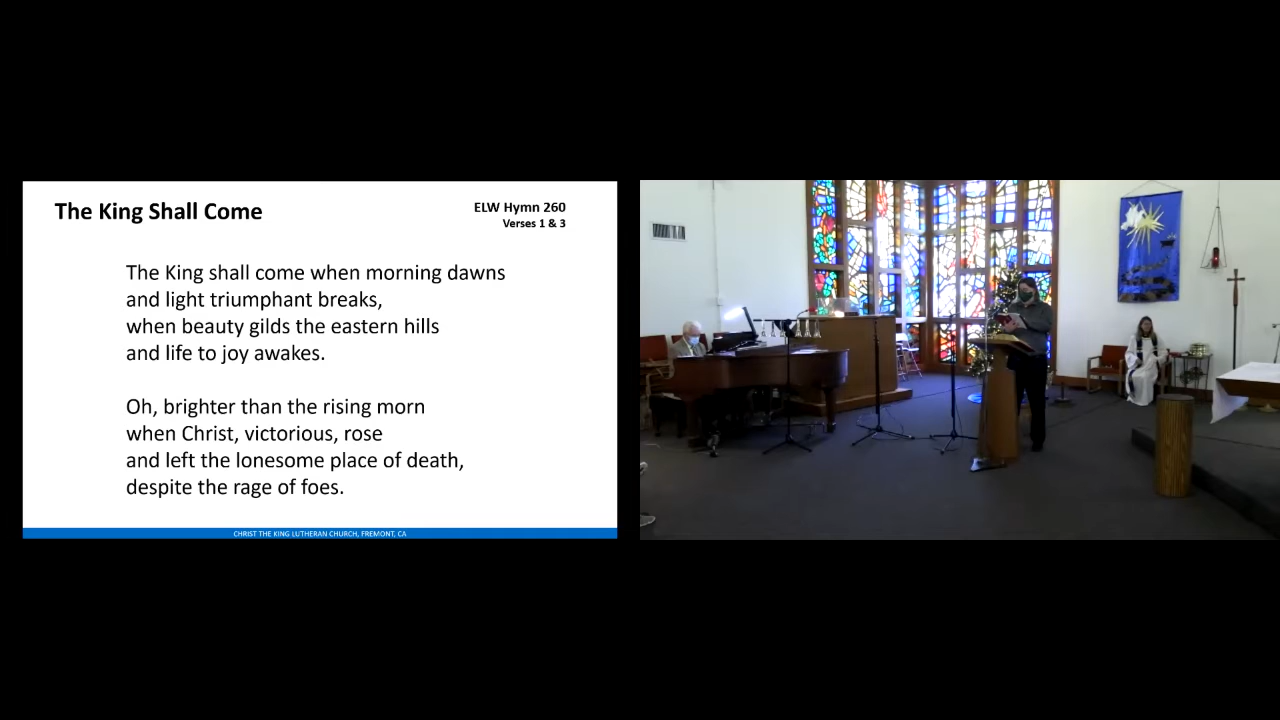 The King Shall Come
ELW Hymn 260
Verses 1 & 3
The King shall come when morning dawns
and light triumphant breaks,
when beauty gilds the eastern hills
and life to joy awakes.
Oh, brighter than the rising morn
when Christ, victorious, rose
and left the lonesome place of death,
despite the rage of foes.
CHRIST THE KING LUTHERAN CHURCH, FREMONT, CA